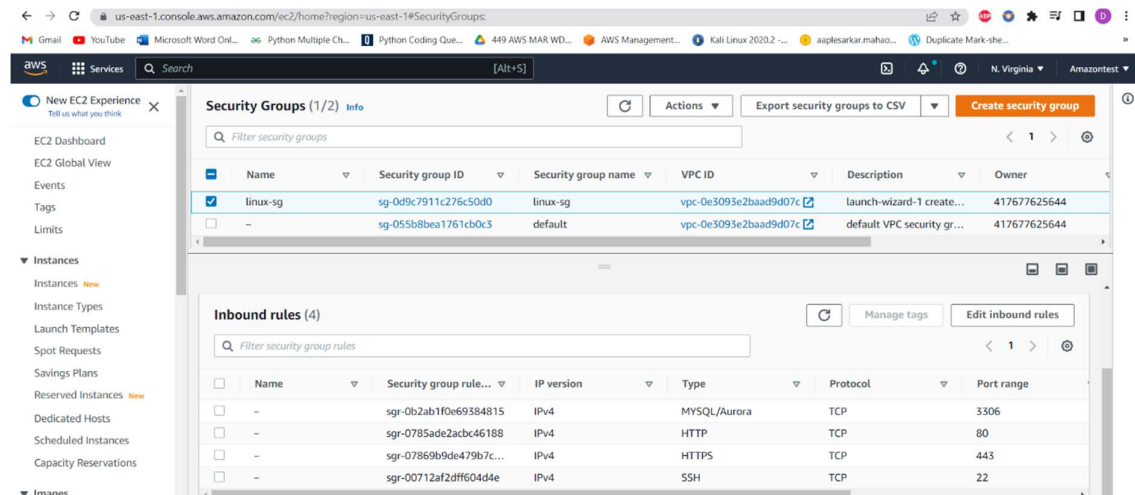 us-east-1.console.aws.amazon.com/ec2/home?region=us-east-1#SecurityGroups:
Gmail YouTube Microsoft Word Onl... Python Multiple Ch... Python Coding Que... 449 AWS MAR WD... AWS Management... Kali Linux 2020.2 -... aaplesarkar.mahao... Duplicate Mark-she... »
aws Services Search [Alt+S] N. Virginia Amazontest
New EC2 Experience
Tell us what you think
EC2 Dashboard
EC2 Global View
Events
Tags
Limits
Instances
Instances New
Instance Types
Launch Templates
Spot Requests
Savings Plans
Reserved Instances New
Dedicated Hosts
Scheduled Instances
Capacity Reservations
Images
Security Groups (1/2) Info Actions Export security groups to CSV Create security group
Filter security groups 1
Name Security group ID Security group name VPC ID Description Owner
linux-sg sg-0d9c7911c276c50d0 linux-sg vpc-0e3093e2baad9d07c launch-wizard-1 create... 417677625644
– sg-055b8bea1761cb0c3 default vpc-0e3093e2baad9d07c default VPC security gr... 417677625644
Inbound rules (4) Manage tags Edit inbound rules
Filter security group rules 1
Name Security group rule... IP version Type Protocol Port range
– sgr-0b2ab1f0e69384815 IPv4 MYSQL/Aurora TCP 3306
– sgr-0785ade2acbc46188 IPv4 HTTP TCP 80
– sgr-07869b9de479b7c... IPv4 HTTPS TCP 443
– sgr-00712af2dff604d4e IPv4 SSH TCP 22